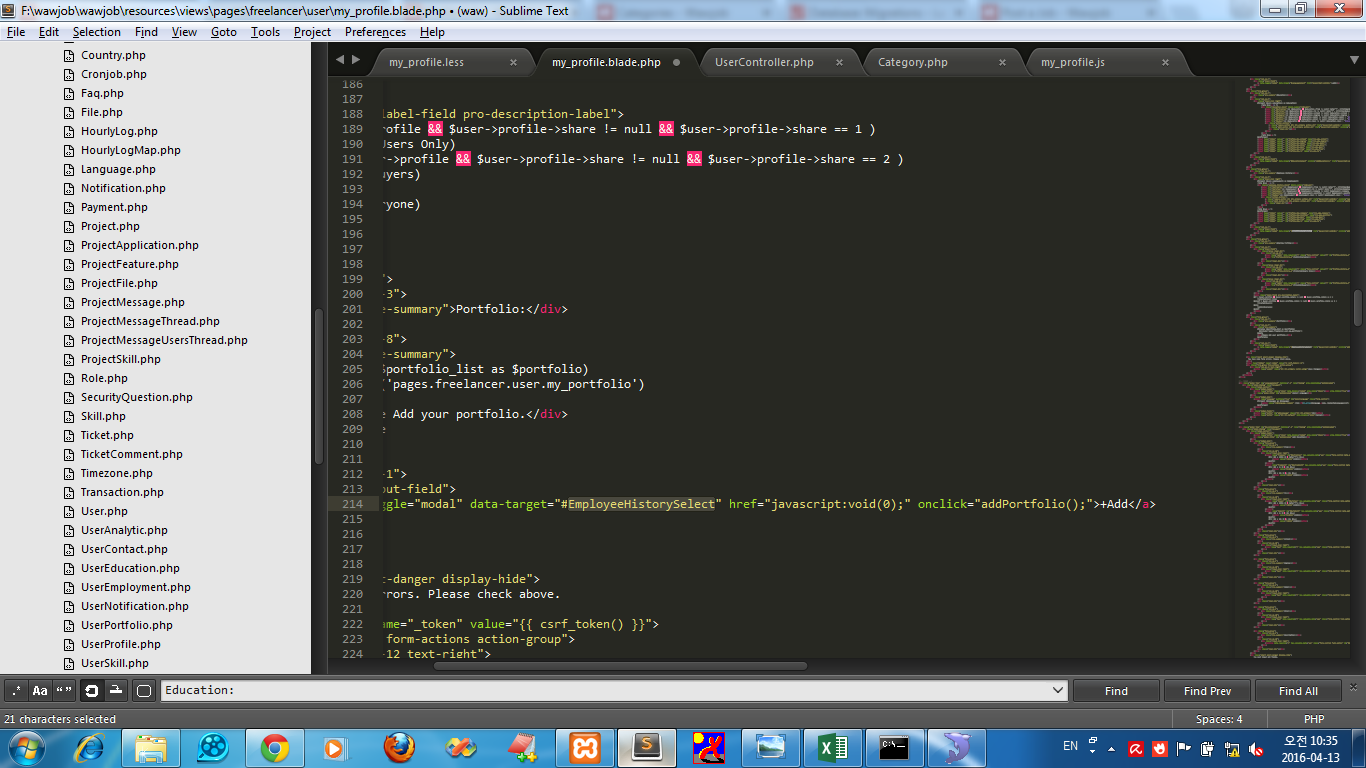 F:\wawjob\wawjob\resources\views\pages\freelancer\user\my_profile.blade.php • (waw) - Sublime Text
File Edit Selection Find View Goto Tools Project Preferences Help
Country.php
Cronjob.php
Faq.php
File.php
HourlyLog.php
HourlyLogMap.php
Language.php
Notification.php
Payment.php
Project.php
ProjectApplication.php
ProjectFeature.php
ProjectFile.php
ProjectMessage.php
ProjectMessageThread.php
ProjectMessageUsersThread.php
ProjectSkill.php
Role.php
SecurityQuestion.php
Skill.php
Ticket.php
TicketComment.php
Timezone.php
Transaction.php
User.php
UserAnalytic.php
UserContact.php
UserEducation.php
UserEmployment.php
UserNotification.php
UserPortfolio.php
UserProfile.php
UserSkill.php
my_profile.less × my_profile.blade.php UserController.php × Category.php × my_profile.js ×
186
187
188 label-field pro-description-label">
189 rofile && $user->profile->share != null && $user->profile->share == 1 )
190 Users Only)
191 r->profile && $user->profile->share != null && $user->profile->share == 2 )
192 uyers)
193
194 ryone)
195
196
197
198
199 ">
200 -3">
201 e-summary">Portfolio:</div>
202
203 -8">
204 e-summary">
205 $portfolio_list as $portfolio)
206 ('pages.freelancer.user.my_portfolio')
207
208 e Add your portfolio.</div>
209 e
210
211
212 -1">
213 out-field">
214 ggle="modal" data-target="#EmployeeHistorySelect" href="javascript:void(0);" onclick="addPortfolio();">+Add</a>
215
216
217
218
219 t-danger display-hide">
220 rrors. Please check above.
221
222 ame="_token" value="{{ csrf_token() }}">
223 form-actions action-group">
224 -12 text-right">
.* Aa “” Education: Find Find Prev Find All
21 characters selected Spaces: 4 PHP
EN 오전 10:35
2016-04-13